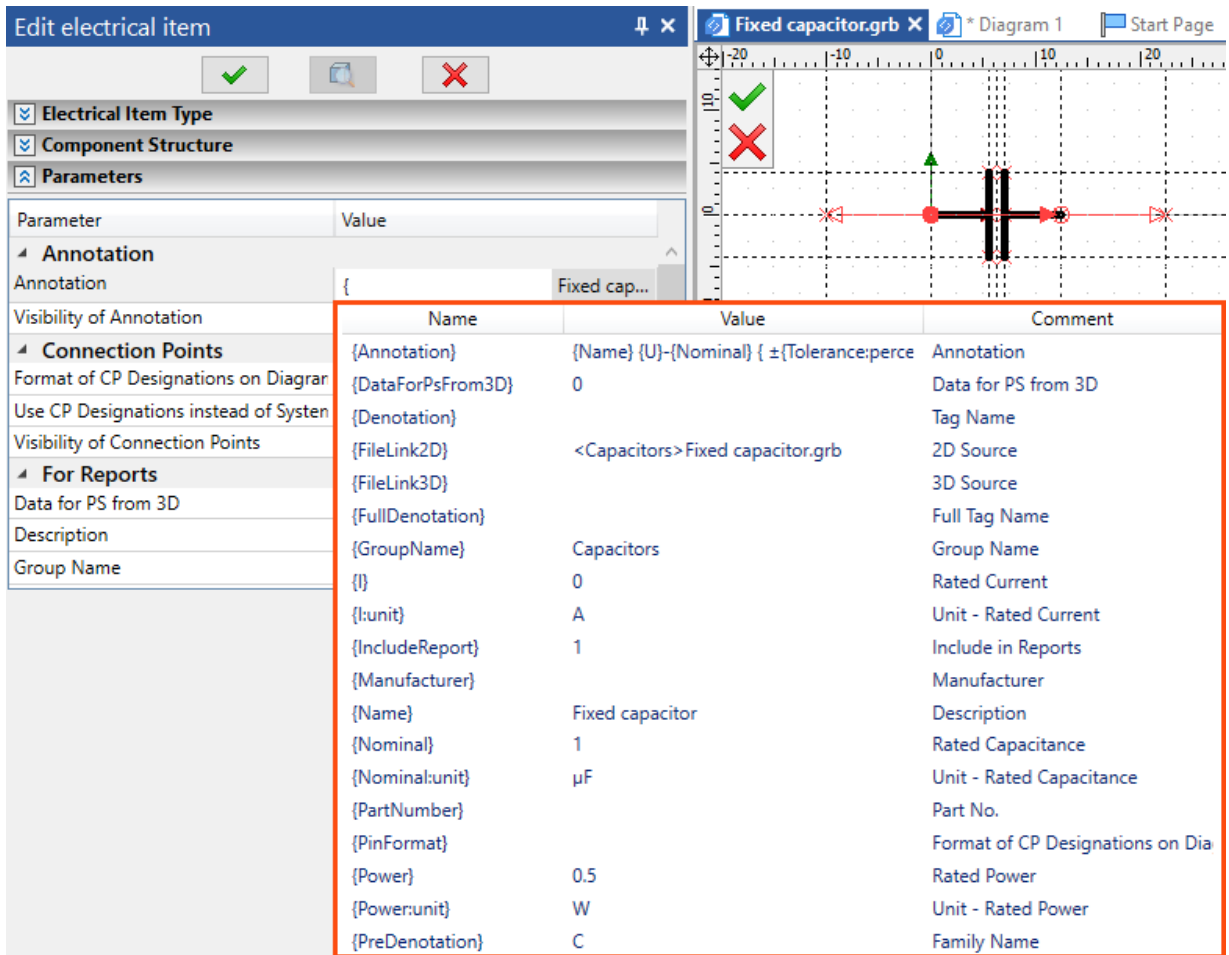 Edit electrical item
Fixed capacitor.grb
* Diagram 1
Start Page
-20 -10 0 10 20
10
0
Electrical Item Type
Component Structure
Parameters
Parameter Value
Annotation
Annotation { Fixed cap...
Visibility of Annotation
Connection Points
Format of CP Designations on Diagran
Use CP Designations instead of System
Visibility of Connection Points
For Reports
Data for PS from 3D
Description
Group Name
Name Value Comment
{Annotation} {Name} {U}-{Nominal} { ±{Tolerance:perce Annotation
{DataForPsFrom3D} 0 Data for PS from 3D
{Denotation} Tag Name
{FileLink2D} <Capacitors>Fixed capacitor.grb 2D Source
{FileLink3D} 3D Source
{FullDenotation} Full Tag Name
{GroupName} Capacitors Group Name
{I} 0 Rated Current
{I:unit} A Unit - Rated Current
{IncludeReport} 1 Include in Reports
{Manufacturer} Manufacturer
{Name} Fixed capacitor Description
{Nominal} 1 Rated Capacitance
{Nominal:unit} µF Unit - Rated Capacitance
{PartNumber} Part No.
{PinFormat} Format of CP Designations on Dia
{Power} 0.5 Rated Power
{Power:unit} W Unit - Rated Power
{PreDenotation} C Family Name